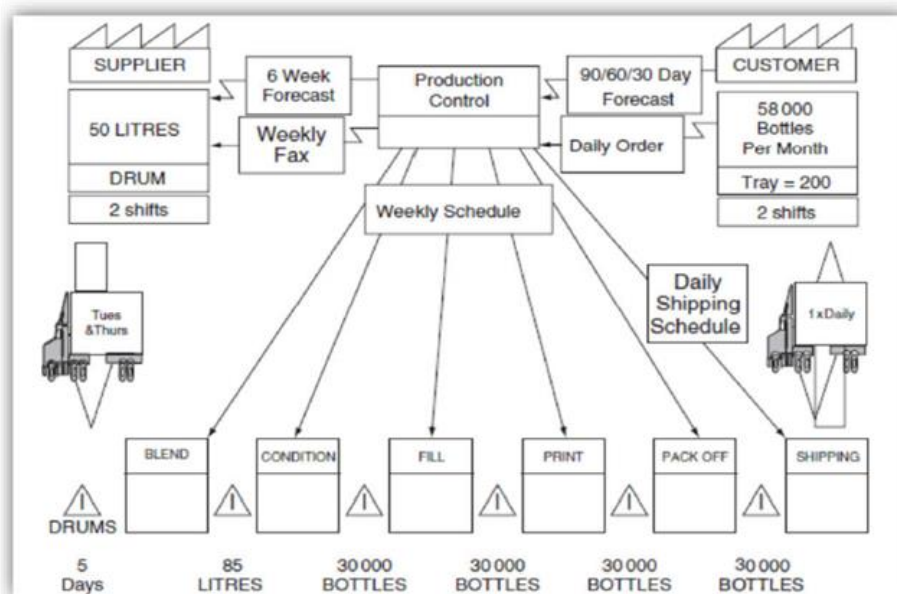 SUPPLIER
50 LITRES
DRUM
2 shifts
6 Week
Forecast
Weekly
Fax
Production
Control
90/60/30 Day
Forecast
Daily Order
CUSTOMER
58 000
Bottles
Per Month
Tray = 200
2 shifts
Weekly Schedule
Tues
&Thurs
Daily
Shipping
Schedule
1xDaily
BLEND
CONDITION
FILL
PRINT
PACK OFF
SHIPPING
I
I
I
I
I
I
DRUMS
5
Days
85
LITRES
30 000
BOTTLES
30 000
BOTTLES
30 000
BOTTLES
30 000
BOTTLES